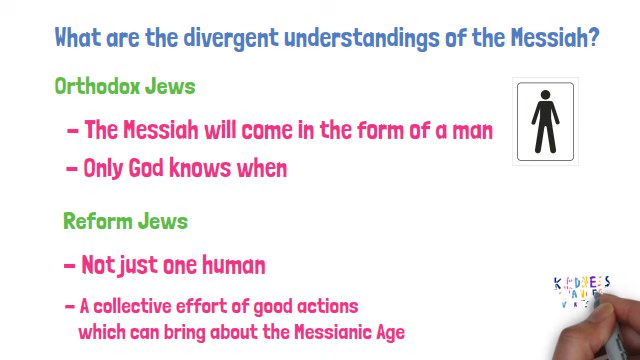 What are the divergent understandings of the Messiah?
Orthodox Jews
– The Messiah will come in the form of a man
– Only God knows when
Reform Jews
– Not just one human
– A collective effort of good actions
which can bring about the Messianic Age